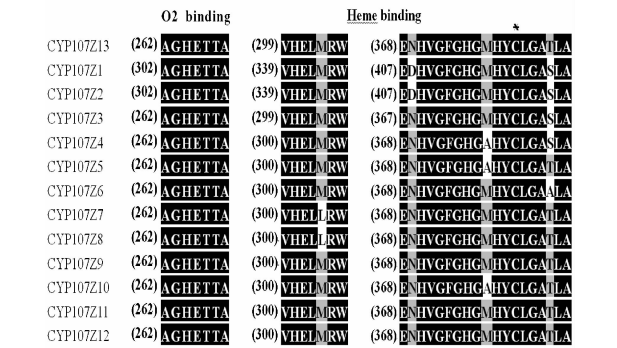 O2 binding Heme binding
*
CYP107Z13 (262) AGHETTA (299) VHELMRW (368) ENHVGFGHGMHYCLGATLA
CYP107Z1 (302) AGHETTA (339) VHELMRW (407) EDHVGFGHGMHYCLGASLA
CYP107Z2 (302) AGHETTA (339) VHELMRW (407) EDHVGFGHGMHYCLGASLA
CYP107Z3 (262) AGHETTA (299) VHELMRW (367) ENHVGFGHGMHYCLGASLA
CYP107Z4 (262) AGHETTA (300) VHELMRW (368) ENHVGFGHGAHYCLGASLA
CYP107Z5 (262) AGHETTA (300) VHELMRW (368) ENHVGFGHGAHYCLGATLA
CYP107Z6 (262) AGHETTA (300) VHELMRW (368) ENHVGFGHGMHYCLGAALA
CYP107Z7 (262) AGHETTA (300) VHELLRW (368) ENHVGFGHGMHYCLGATLA
CYP107Z8 (262) AGHETTA (300) VHELLRW (368) ENHVGFGHGMHYCLGATLA
CYP107Z9 (262) AGHETTA (300) VHELMRW (368) ENHVGFGHGMHYCLGATLA
CYP107Z10 (262) AGHETTA (300) VHELMRW (368) ENHVGFGHGAHYCLGATLA
CYP107Z11 (262) AGHETTA (300) VHELMRW (368) ENHVGFGHGMHYCLGATLA
CYP107Z12 (262) AGHETTA (300) VHELMRW (368) ENHVGFGHGMHYCLGATLA